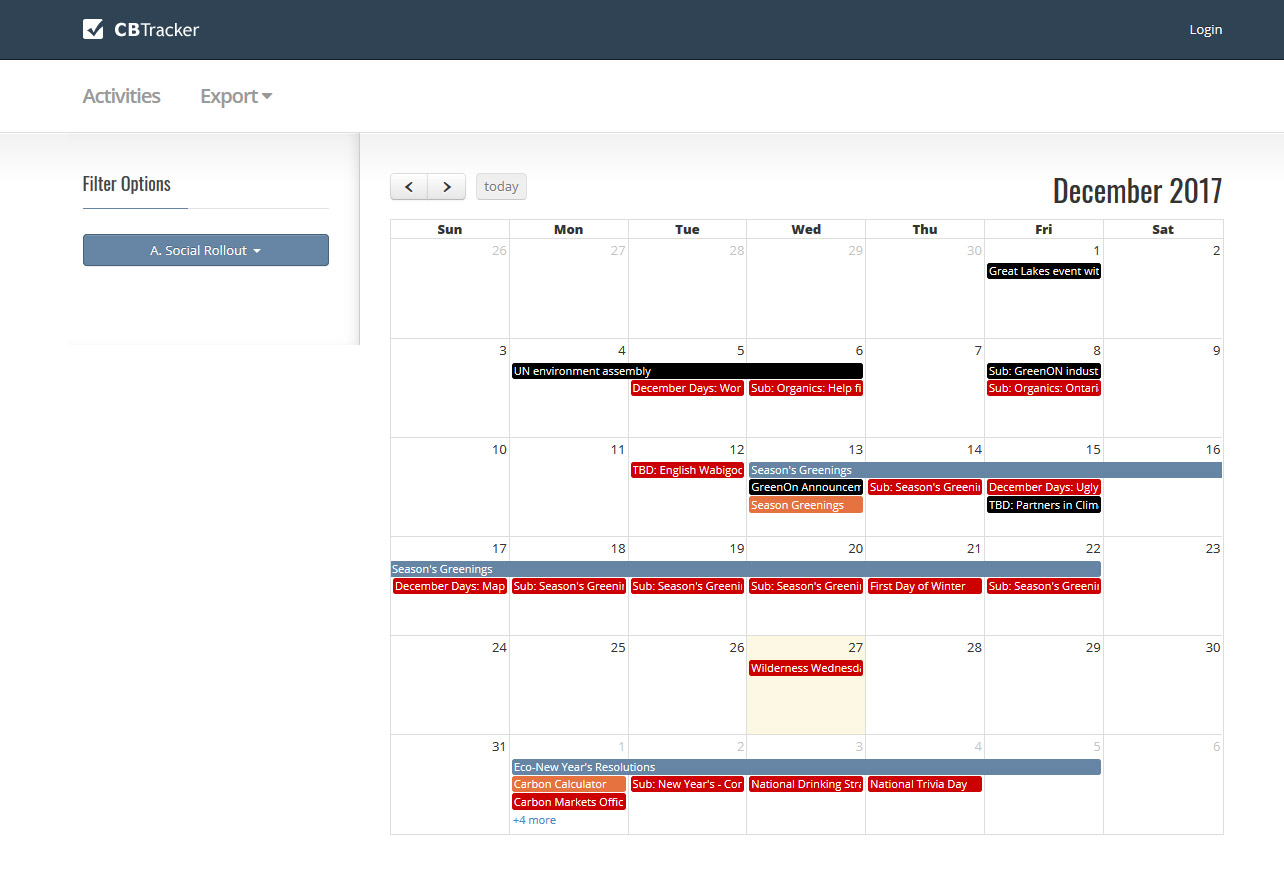 CBTracker
Login
Activities
Export
Filter Options
A. Social Rollout
today
December 2017
Sun Mon Tue Wed Thu Fri Sat
26 27 28 29 30 1 2
Great Lakes event wit
3 4 5 6 7 8 9
UN environment assembly
Sub: GreenON indust
December Days: Wor
Sub: Organics: Help fi
Sub: Organics: Ontari
10 11 12 13 14 15 16
TBD: English Wabigoc
Season's Greenings
GreenOn Announcem
Sub: Season's Greenin
December Days: Ugly
Season Greenings
TBD: Partners in Clim
17 18 19 20 21 22 23
Season's Greenings
December Days: Map
Sub: Season's Greenin
Sub: Season's Greenin
Sub: Season's Greenin
First Day of Winter
Sub: Season's Greenin
24 25 26 27 28 29 30
Wilderness Wednesda
31 1 2 3 4 5 6
Eco-New Year's Resolutions
Carbon Calculator
Sub: New Year's - Cor
National Drinking Stra
National Trivia Day
Carbon Markets Offic
+4 more